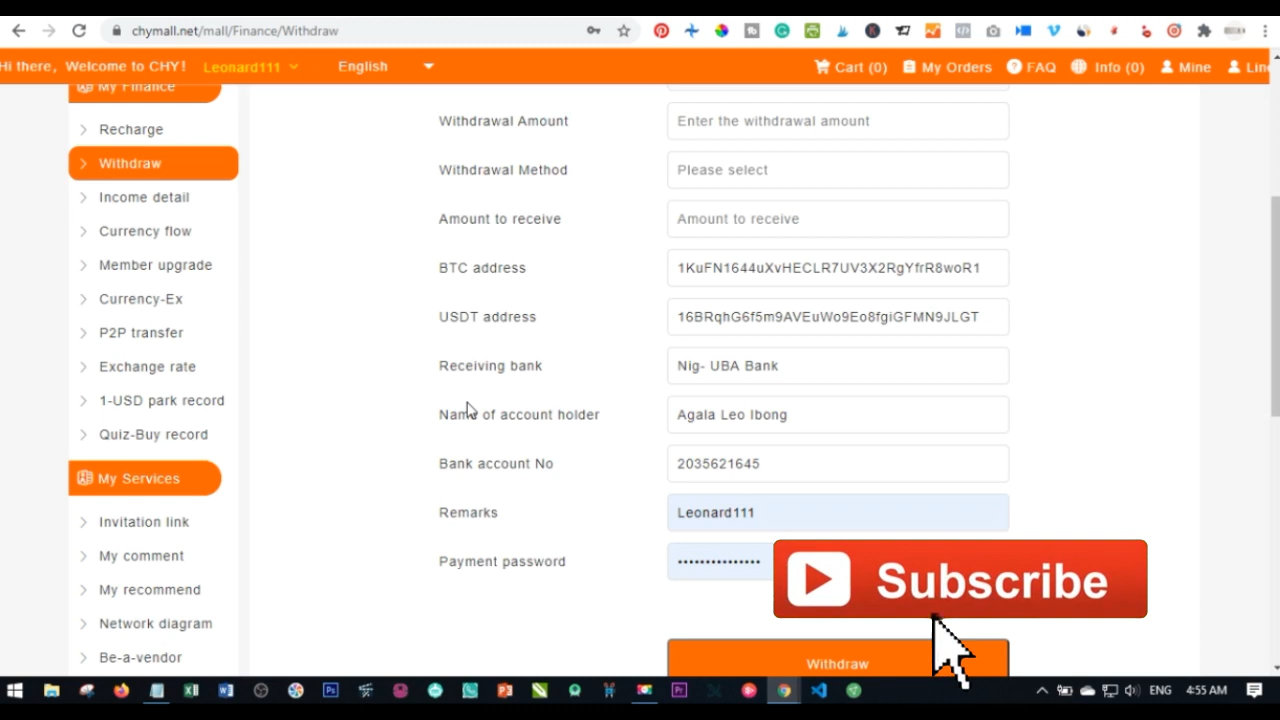 chymall.net/mall/Finance/Withdraw
Hi there, Welcome to CHY! Leonard111 English Cart (0) My Orders FAQ Info (0) Mine Line
My Finance
Recharge
Withdraw
Income detail
Currency flow
Member upgrade
Currency-Ex
P2P transfer
Exchange rate
1-USD park record
Quiz-Buy record
My Services
Invitation link
My comment
My recommend
Network diagram
Be-a-vendor
Withdrawal Amount Enter the withdrawal amount
Withdrawal Method Please select
Amount to receive Amount to receive
BTC address 1KuFN1644uXvHECLR7UV3X2RgYfrR8woR1
USDT address 16BRqhG6f5m9AVEuWo9Eo8fgiGFMN9JLGT
Receiving bank Nig- UBA Bank
Name of account holder Agala Leo Ibong
Bank account No 2035621645
Remarks Leonard111
Payment password •••••••••••••••
Subscribe
Withdraw
ENG 4:55 AM